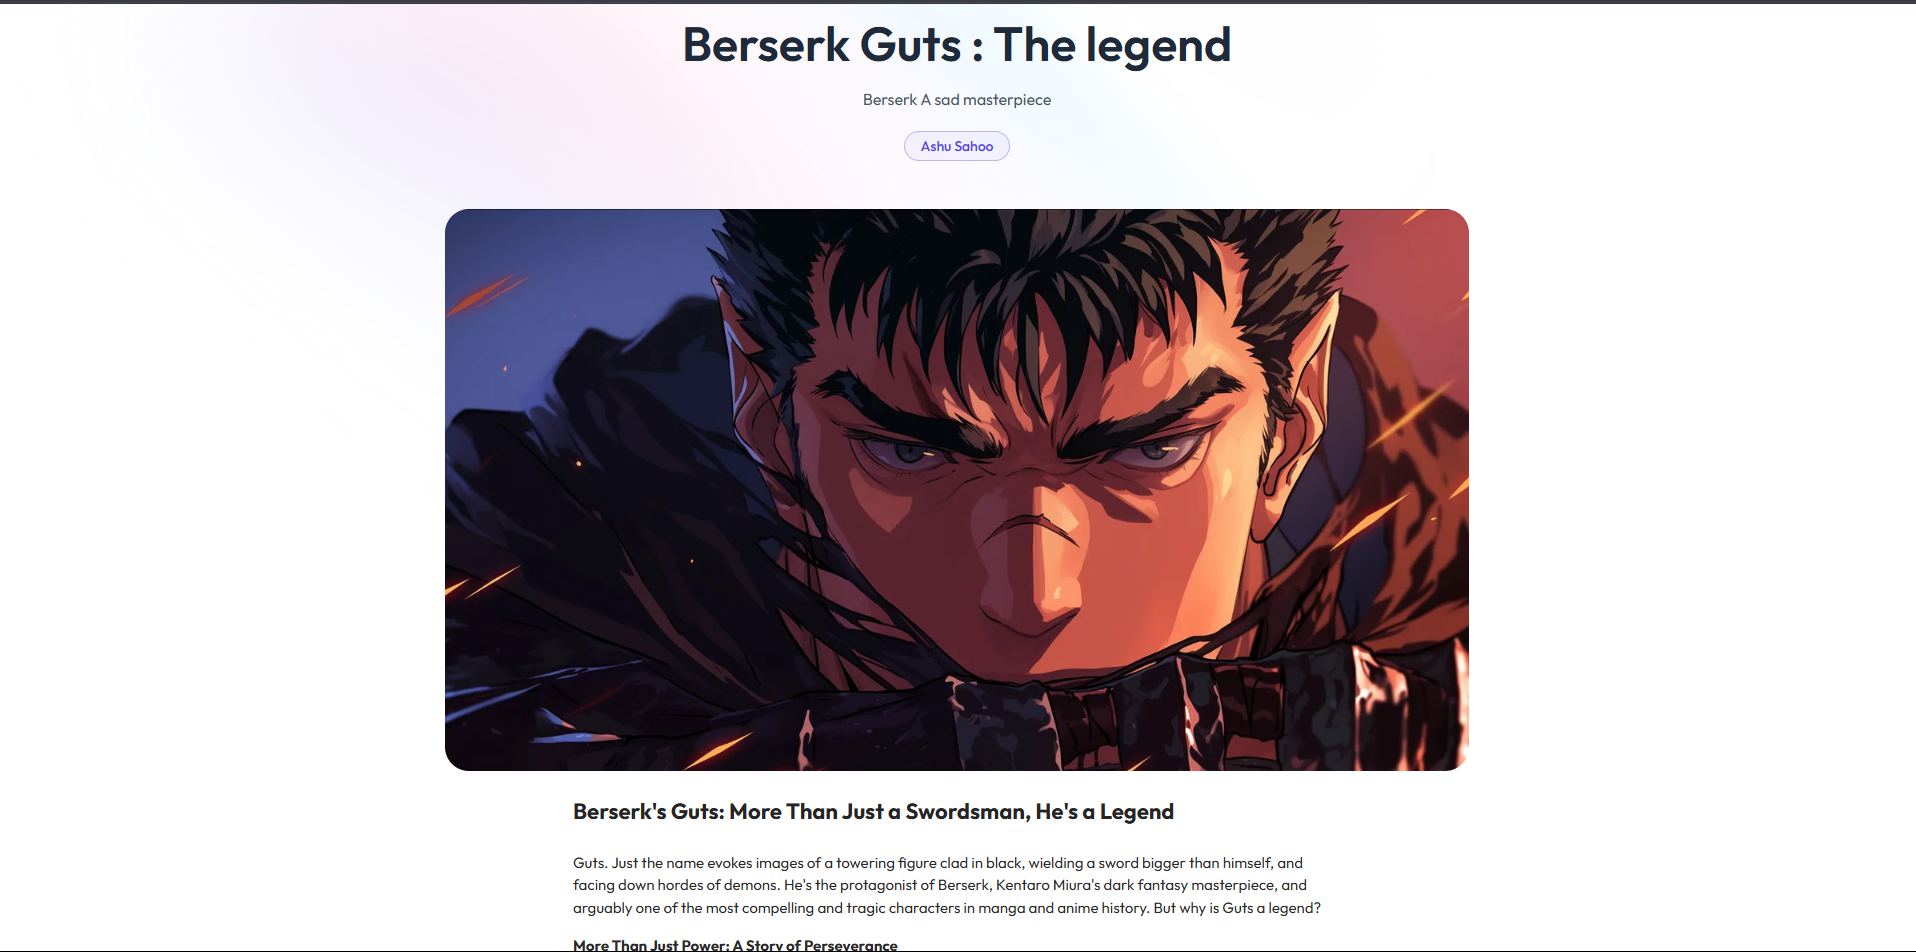 Berserk Guts : The legend
Berserk A sad masterpiece
Ashu Sahoo
Berserk's Guts: More Than Just a Swordsman, He's a Legend
Guts. Just the name evokes images of a towering figure clad in black, wielding a sword bigger than himself, and
facing down hordes of demons. He's the protagonist of Berserk, Kentaro Miura's dark fantasy masterpiece, and
arguably one of the most compelling and tragic characters in manga and anime history. But why is Guts a legend?
More Than Just Power: A Story of Perseverance